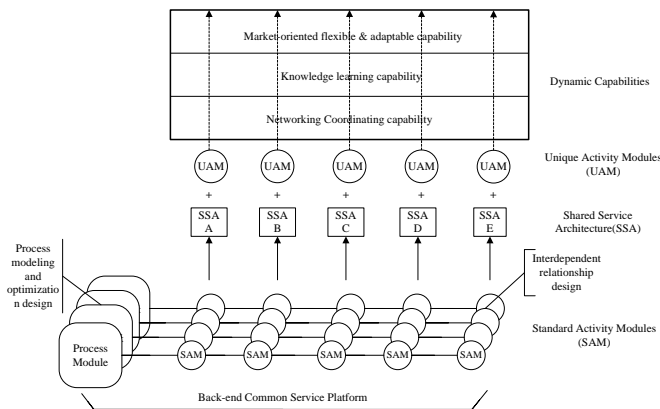 Market-oriented flexible & adaptable capability
Knowledge learning capability
Dynamic Capabilities
Networking Coordinating capability
UAM
UAM
UAM
UAM
UAM
Unique Activity Modules
(UAM)
+
+
+
+
+
SSA
A
SSA
B
SSA
C
SSA
D
SSA
E
Shared Service
Architecture(SSA)
Process
modeling
and
optimizatio
n design
Interdependent
relationship
design
Process
Module
SAM
SAM
SAM
SAM
SAM
Standard Activity Modules
(SAM)
Back-end Common Service Platform